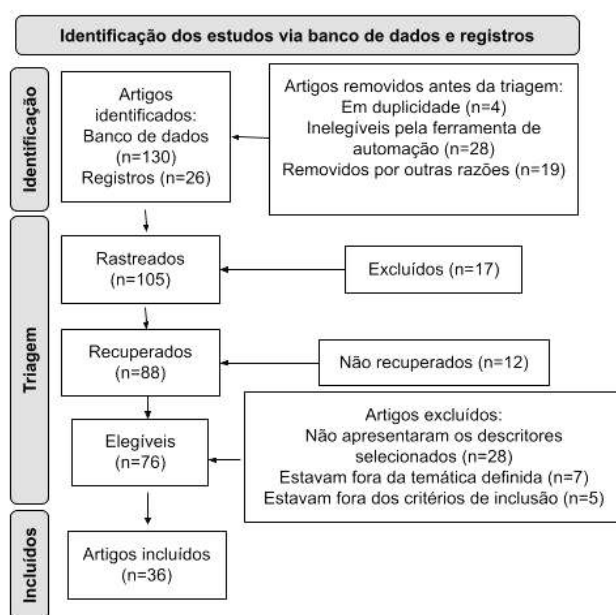 Identificação dos estudos via banco de dados e registros
Identificação
Artigos
identificados:
Banco de dados
(n=130)
Registros (n=26)
Artigos removidos antes da triagem:
Em duplicidade (n=4)
Inelegíveis pela ferramenta de
automação (n=28)
Removidos por outras razões (n=19)
Triagem
Rastreados
(n=105)
Excluídos (n=17)
Recuperados
(n=88)
Não recuperados (n=12)
Elegíveis
(n=76)
Artigos excluídos:
Não apresentaram os descritores
selecionados (n=28)
Estavam fora da temática definida (n=7)
Estavam fora dos critérios de inclusão (n=5)
Incluídos
Artigos incluídos
(n=36)